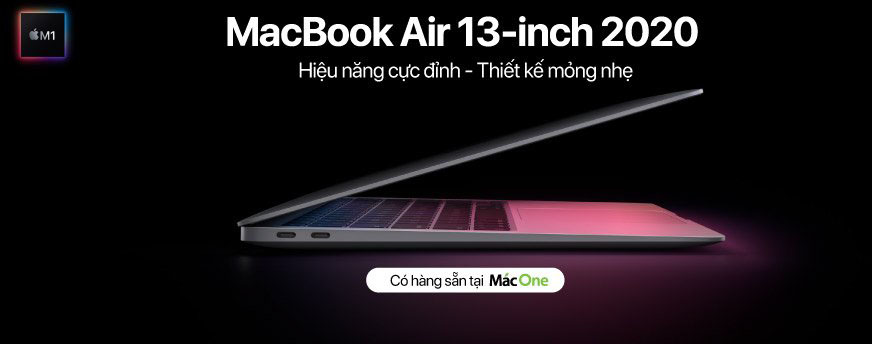 M1
MacBook Air 13-inch 2020
Hiệu năng cực đỉnh - Thiết kế mỏng nhẹ
Có hàng sẵn tại MácOne